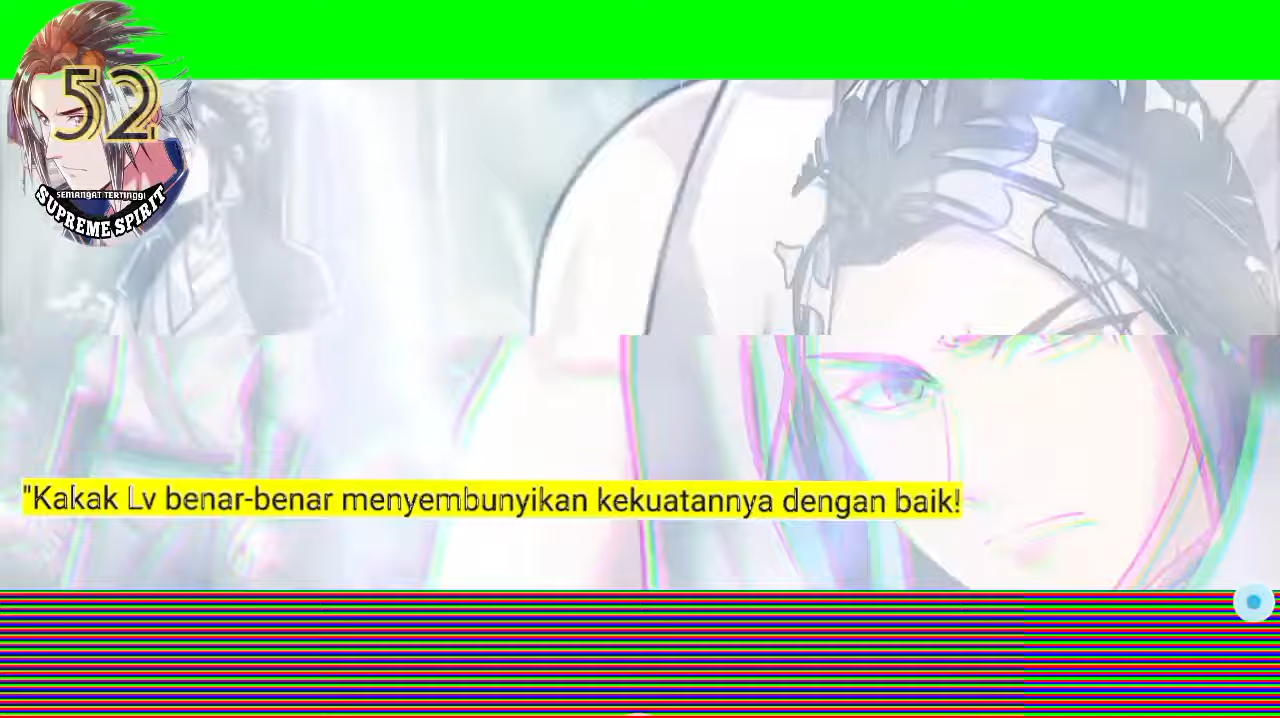 52
SEMANGAT TERTINGGI
SUPREME SPIRIT
"Kakak Lv benar-benar menyembunyikan kekuatannya dengan baik!